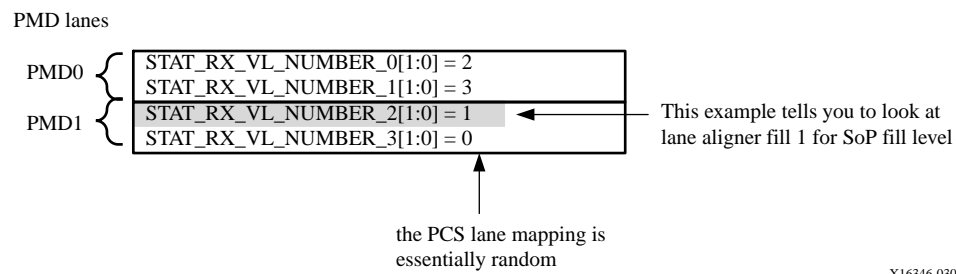 PMD lanes
PMD0
STAT_RX_VL_NUMBER_0[1:0] = 2
STAT_RX_VL_NUMBER_1[1:0] = 3
PMD1
STAT_RX_VL_NUMBER_2[1:0] = 1
STAT_RX_VL_NUMBER_3[1:0] = 0
This example tells you to look at
lane aligner fill 1 for SoP fill level
the PCS lane mapping is
essentially random